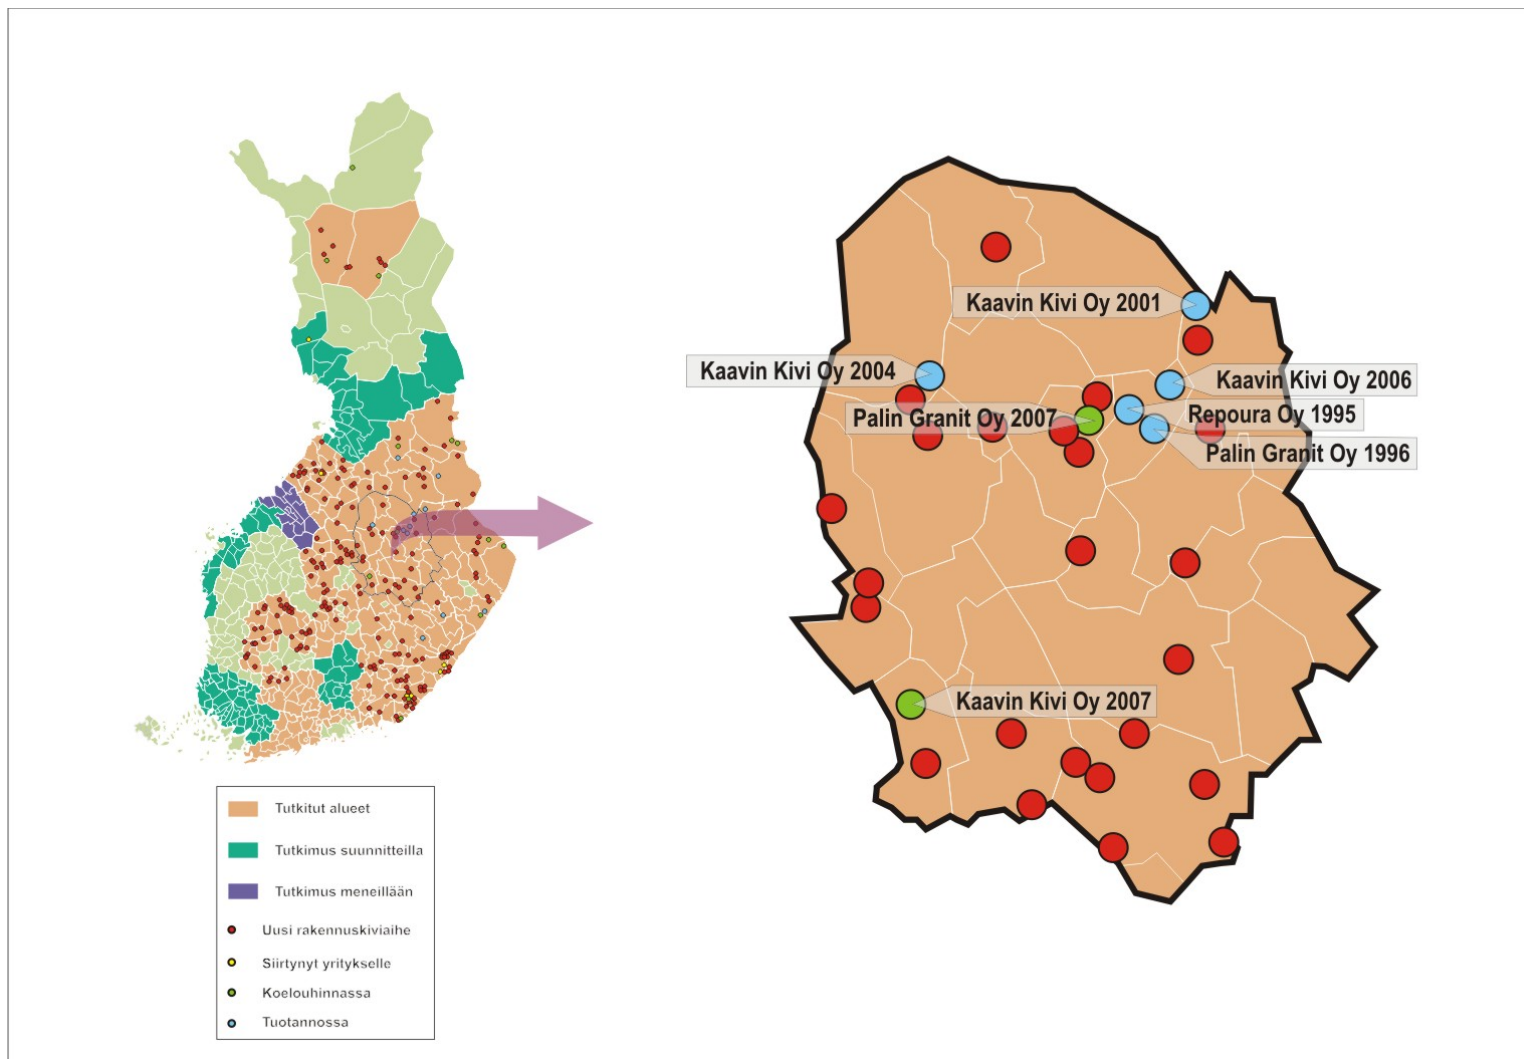 Kaavin Kivi Oy 2001
Kaavin Kivi Oy 2004
Kaavin Kivi Oy 2006
Palin Granit Oy 2007
Repoura Oy 1995
Palin Granit Oy 1996
Kaavin Kivi Oy 2007
Tutkitut alueet
Tutkimus suunnitteilla
Tutkimus meneillään
Uusi rakennuskiviaihe
Siirtynyt yritykselle
Koelouhinnassa
Tuotannossa